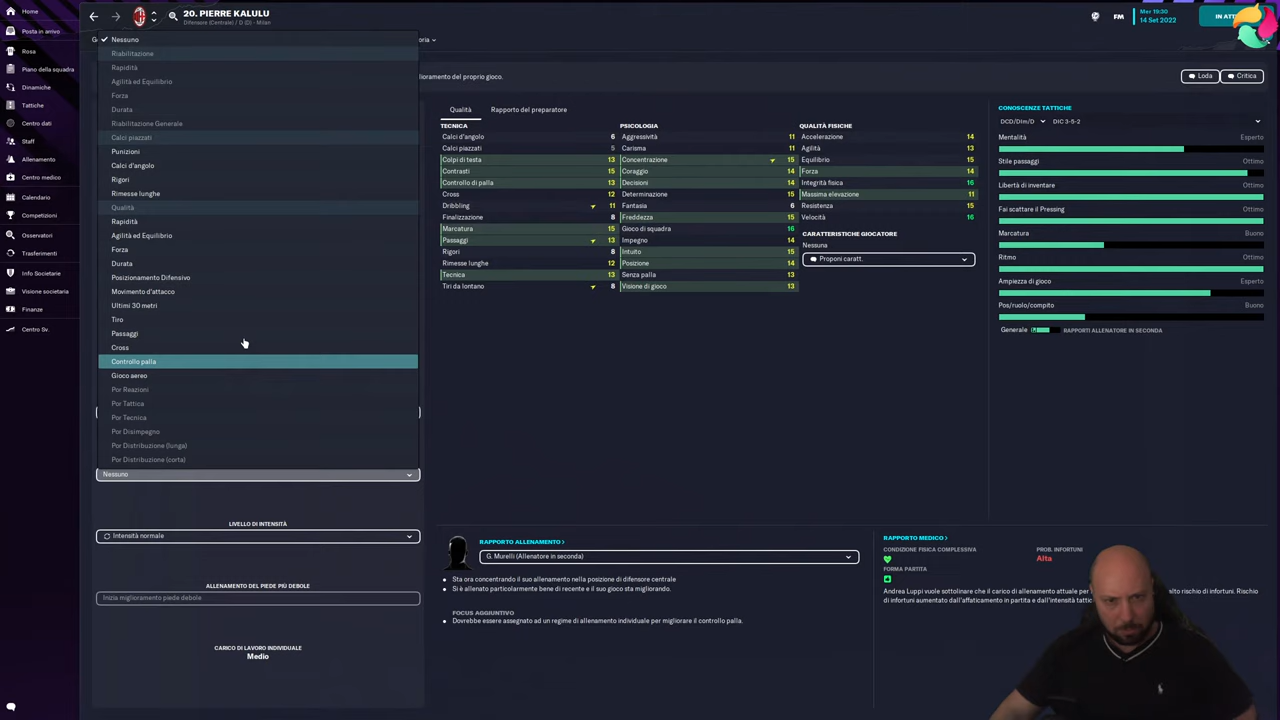 Home
Posta in arrivo
Rosa
Piano della squadra
Dinamiche
Tattiche
Centro dati
Staff
Allenamento
Centro medico
Calendario
Competizioni
Osservatori
Trasferimenti
Info Societarie
Visione societaria
Finanze
Centro Sv.
20. PIERRE KALULU
Difensore (Centrale) / D (D) - Milan
FM
Mer 19:30
14 Set 2022
Nessuno
Riabilitazione
Rapidità
Agilità ed Equilibrio
Forza
Durata
Riabilitazione Generale
Calci piazzati
Punizioni
Calci d'angolo
Rigori
Rimesse lunghe
Qualità
Rapidità
Agilità ed Equilibrio
Forza
Durata
Posizionamento Difensivo
Movimento d'attacco
Ultimi 30 metri
Tiro
Passaggi
Cross
Controllo palla
Gioco aereo
Por Reazioni
Por Tattica
Por Tecnica
Por Disimpegno
Por Distribuzione (lunga)
Por Distribuzione (corta)
Nessuno
LIVELLO DI INTENSITÀ
Intensità normale
ALLENAMENTO DEL PIEDE PIÙ DEBOLE
Inizia miglioramento piede debole
CARICO DI LAVORO INDIVIDUALE
Medio
del proprio gioco.
Loda
Critica
Qualità
Rapporto del preparatore
TECNICA
Calci d'angolo 6
Calci piazzati 5
Colpi di testa 13
Contrasti 15
Controllo di palla 13
Cross 12
Dribbling 11
Finalizzazione 8
Marcatura 15
Passaggi 13
Rigori 8
Rimesse lunghe 12
Tecnica 13
Tiri da lontano 8
PSICOLOGIA
Aggressività 11
Carisma 11
Concentrazione 15
Coraggio 14
Decisioni 14
Determinazione 15
Fantasia 6
Freddezza 15
Gioco di squadra 16
Impegno 14
Intuito 15
Posizione 14
Senza palla 13
Visione di gioco 13
QUALITÀ FISICHE
Accelerazione 14
Agilità 13
Equilibrio 15
Forza 14
Integrità fisica 16
Massima elevazione 11
Resistenza 15
Velocità 16
CARATTERISTICHE GIOCATORE
Nessuna
Proponi caratt.
CONOSCENZE TATTICHE
DCD/DIm/D
DIC 3-5-2
Mentalità Esperto
Stile passaggi Ottimo
Libertà di inventare Ottimo
Fai scattare il Pressing Ottimo
Marcatura Buono
Ritmo Ottimo
Ampiezza di gioco Esperto
Pos/ruolo/compito Buono
Generale
RAPPORTI ALLENATORE IN SECONDA
RAPPORTO ALLENAMENTO
G. Murelli (Allenatore in seconda)
Sta ora concentrando il suo allenamento nella posizione di difensore centrale
Si è allenato particolarmente bene di recente e il suo gioco sta migliorando.
FOCUS AGGIUNTIVO
Dovrebbe essere assegnato ad un regime di allenamento individuale per migliorare il controllo palla.
RAPPORTO MEDICO
CONDIZIONE FISICA COMPLESSIVA
PROB. INFORTUNI
Alta
FORMA PARTITA
Andrea Luppi vuole sottolineare che il carico di allenamento attuale per
alto rischio di infortuni. Rischio
di infortuni aumentato dall'affaticamento in partita e dall'intensità